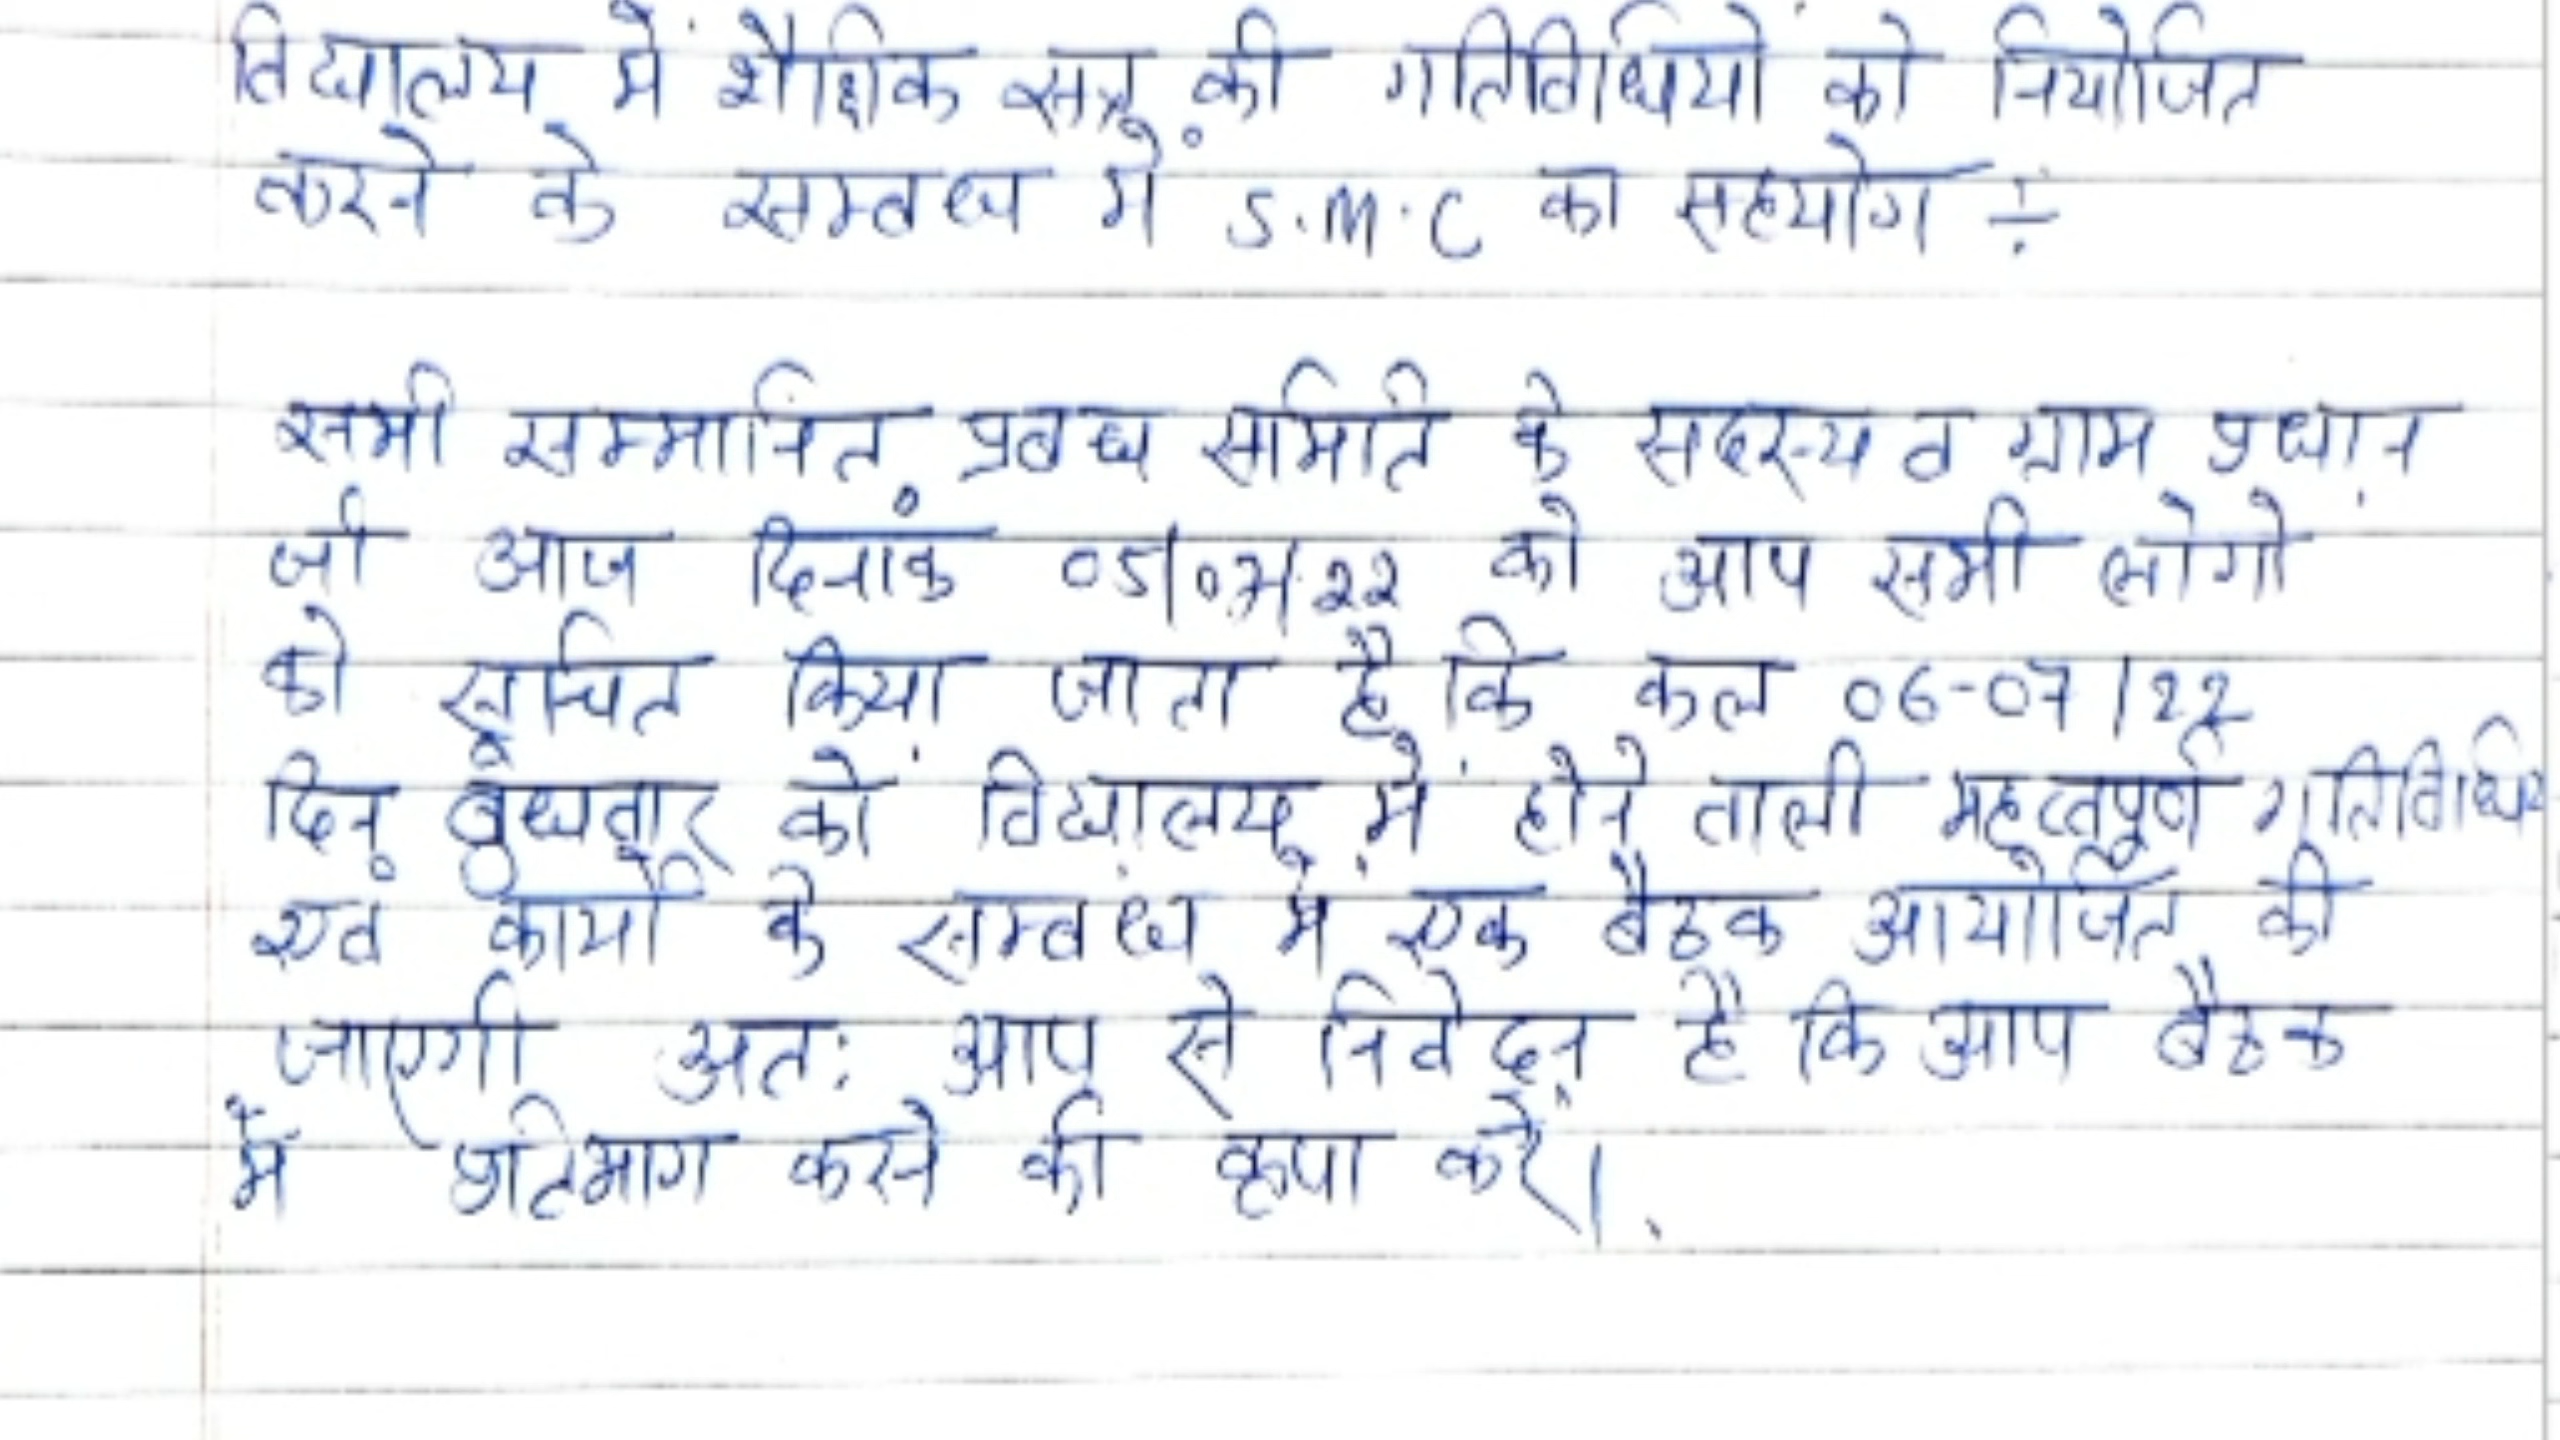 विद्यालय में शैक्षिक सत्र की गतिविधियों को नियोजित
करने के सम्बन्ध में S.M.C का सहयोग ÷
सभी सम्मानित प्रबन्ध समिति के सदस्य व ग्राम प्रधान
जी आज दिनांक 05/07/22 को आप सभी लोगो
को सूचित किया जाता है कि कल 06-07/22
दिन बुधवार को विद्यालय में होने वाली महत्वपूर्ण
एवं कार्यो के सम्बन्ध में एक बैठक आयोजित की
जाएगी अतः आप से निवेदन है कि आप बैठक
में प्रतिभाग करने की कृपा करें।